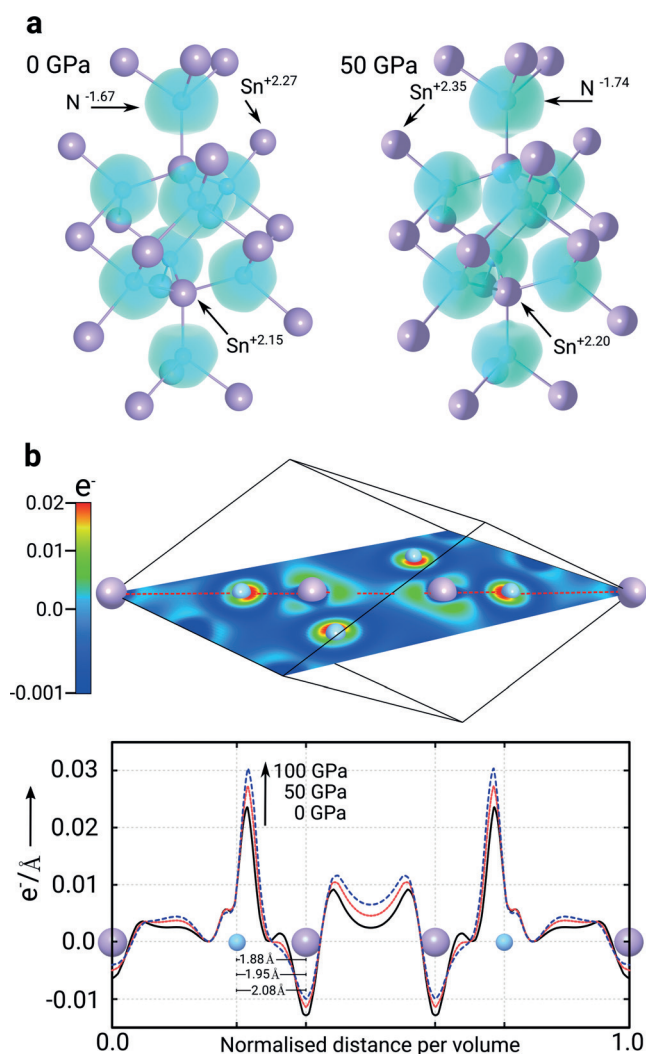 a
0 GPa
50 GPa
N-1.67
Sn+2.27
Sn+2.35
N-1.74
Sn+2.15
Sn+2.20
b
e-
0.02
0.01
0.0
-0.001
0.03
0.02
0.01
0.0
-0.01
e-/Å
100 GPa
50 GPa
0 GPa
1.88Å
1.95Å
2.08Å
0.0
Normalised distance per volume
1.0